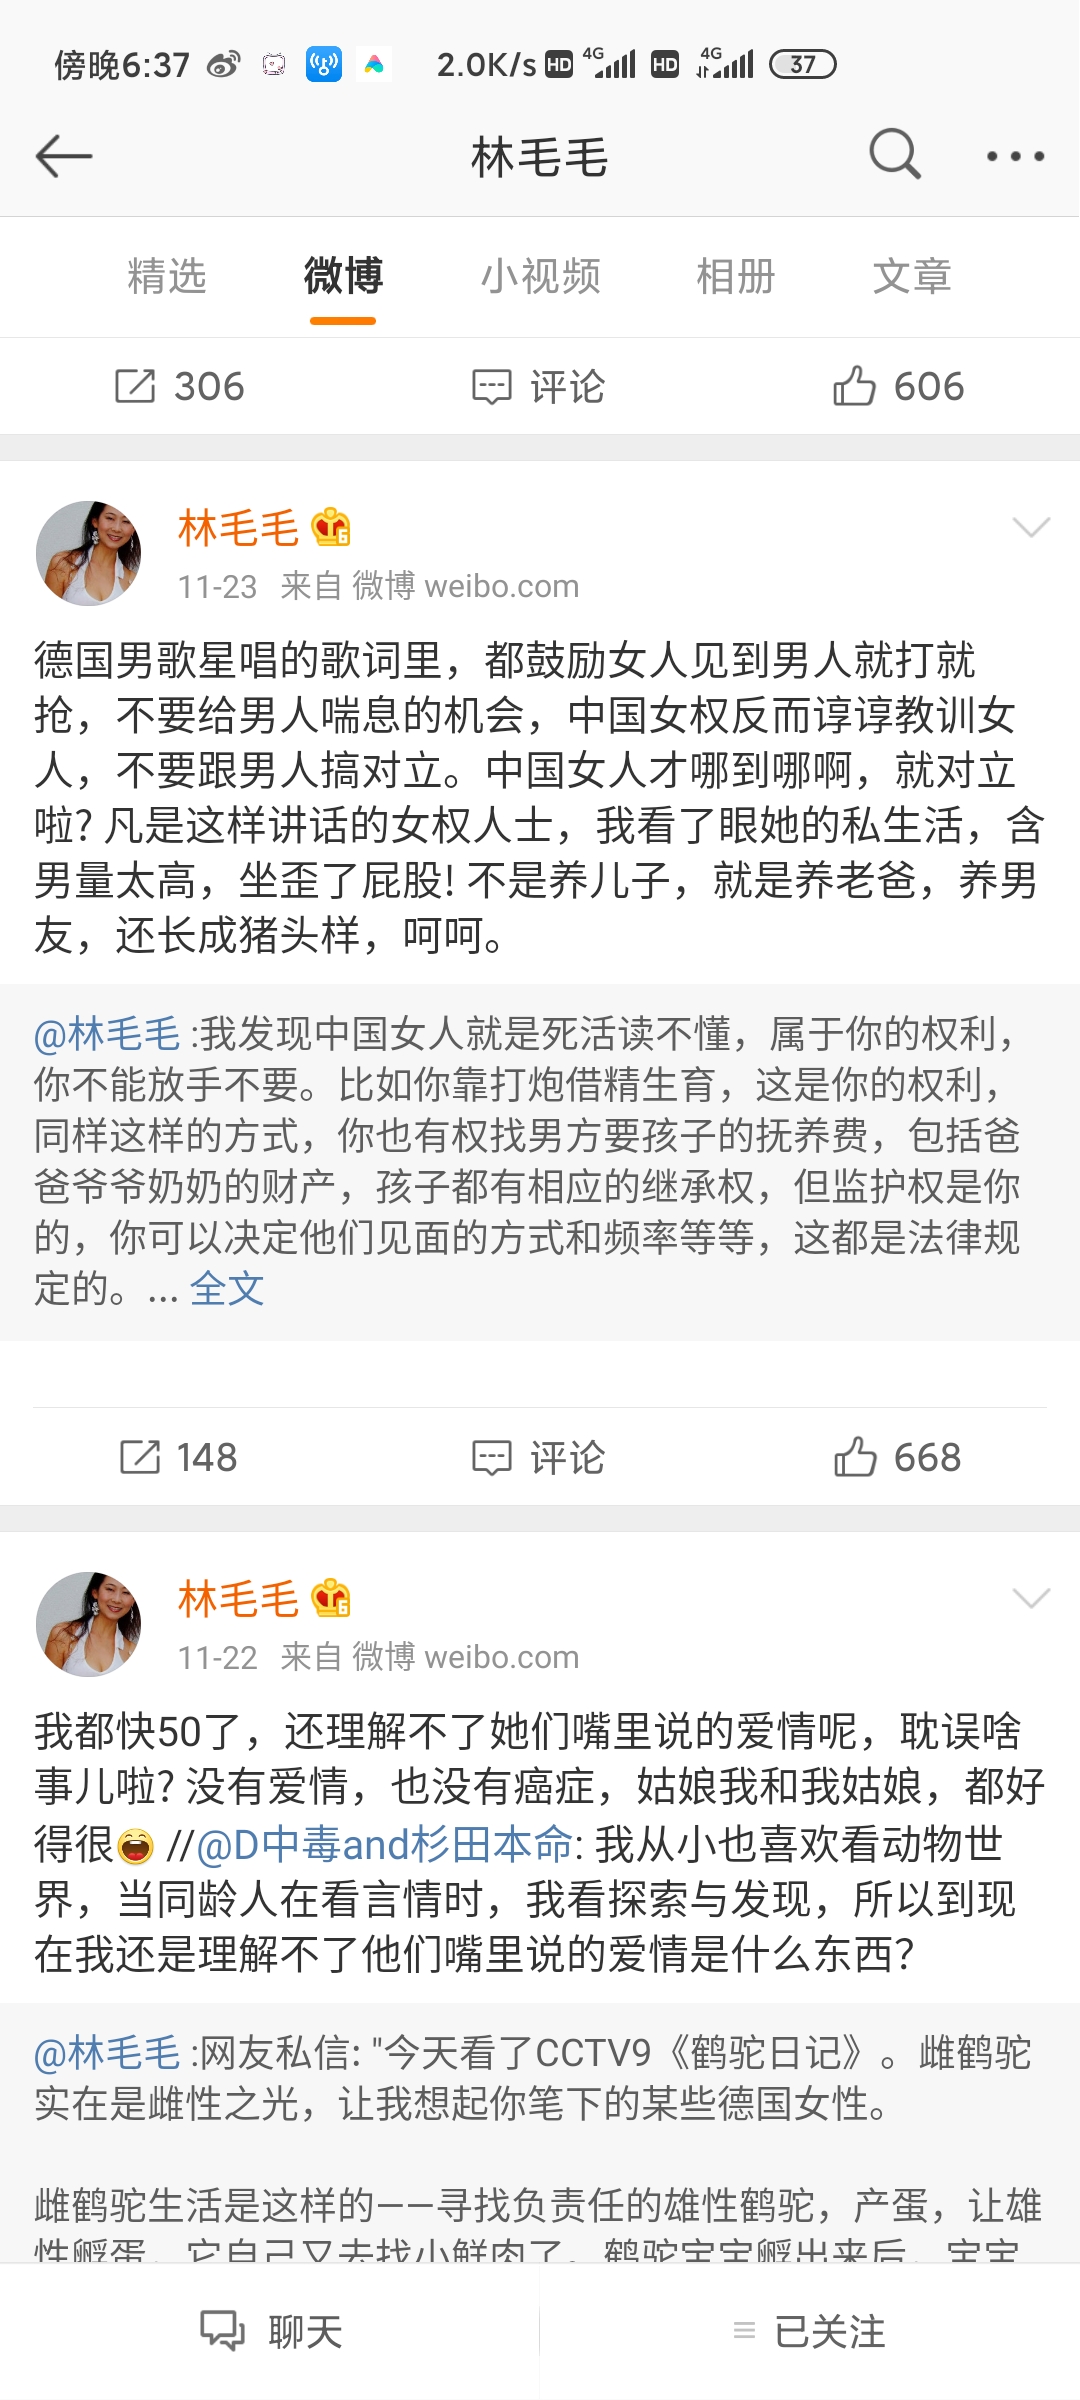 傍晚6:37 2.0K/s HD 4G HD 4G 37
林毛毛
精选 微博 小视频 相册 文章
306 评论 606
林毛毛 6
11-23 来自 微博 weibo.com
德国男歌星唱的歌词里，都鼓励女人见到男人就打就
抢，不要给男人喘息的机会，中国女权反而谆谆教训女
人，不要跟男人搞对立。中国女人才哪到哪啊，就对立
啦? 凡是这样讲话的女权人士，我看了眼她的私生活，含
男量太高，坐歪了屁股! 不是养儿子，就是养老爸，养男
友，还长成猪头样，呵呵。
@林毛毛 :我发现中国女人就是死活读不懂，属于你的权利，
你不能放手不要。比如你靠打炮借精生育，这是你的权利，
同样这样的方式，你也有权找男方要孩子的抚养费，包括爸
爸爷爷奶奶的财产，孩子都有相应的继承权，但监护权是你
的，你可以决定他们见面的方式和频率等等，这都是法律规
定的。... 全文
148 评论 668
林毛毛 6
11-22 来自 微博 weibo.com
我都快50了，还理解不了她们嘴里说的爱情呢，耽误啥
事儿啦? 没有爱情，也没有癌症，姑娘我和我姑娘，都好
得很😄 //@D中毒and杉田本命: 我从小也喜欢看动物世
界，当同龄人在看言情时，我看探索与发现，所以到现
在我还是理解不了他们嘴里说的爱情是什么东西？
@林毛毛 :网友私信: "今天看了CCTV9《鹤驼日记》。雌鹤驼
实在是雌性之光，让我想起你笔下的某些德国女性。
雌鹤驼生活是这样的——寻找负责任的雄性鹤驼，产蛋，让雄
性孵蛋，它自己又去找小鲜肉了。鹤驼宝宝孵出来后，宝宝
聊天 已关注